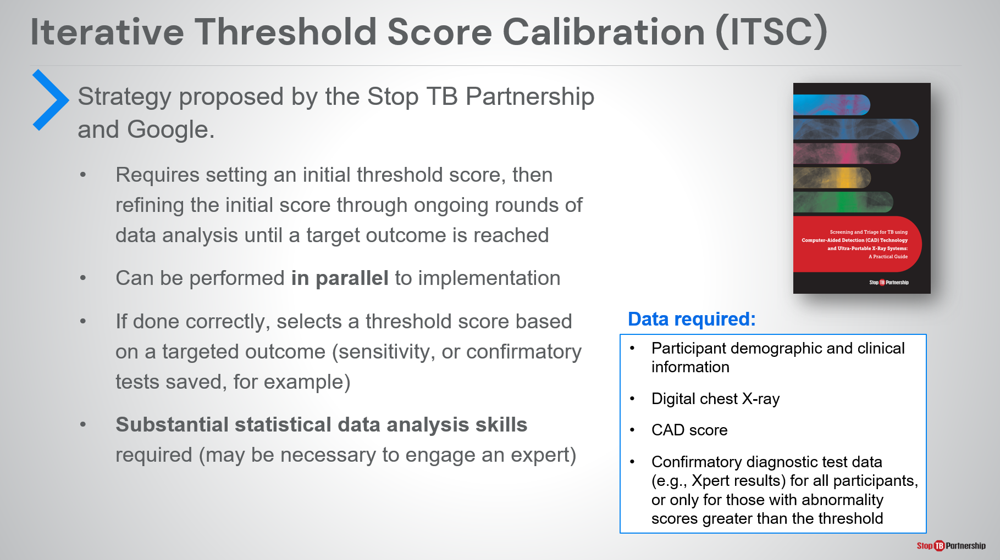 Iterative Threshold Score Calibration (ITSC)
Strategy proposed by the Stop TB Partnership
and Google.
• Requires setting an initial threshold score, then
refining the initial score through ongoing rounds of
data analysis until a target outcome is reached
• Can be performed in parallel to implementation
• If done correctly, selects a threshold score based
on a targeted outcome (sensitivity, or confirmatory
tests saved, for example)
• Substantial statistical data analysis skills
required (may be necessary to engage an expert)
Screening and Triage for TB using
Computer-Aided Detection (CAD) Technology
and Ultra-Portable X-Ray Systems:
A Practical Guide
Stop TB Partnership
Data required:
• Participant demographic and clinical
information
• Digital chest X-ray
• CAD score
• Confirmatory diagnostic test data
(e.g., Xpert results) for all participants,
or only for those with abnormality
scores greater than the threshold
Stop TB Partnership